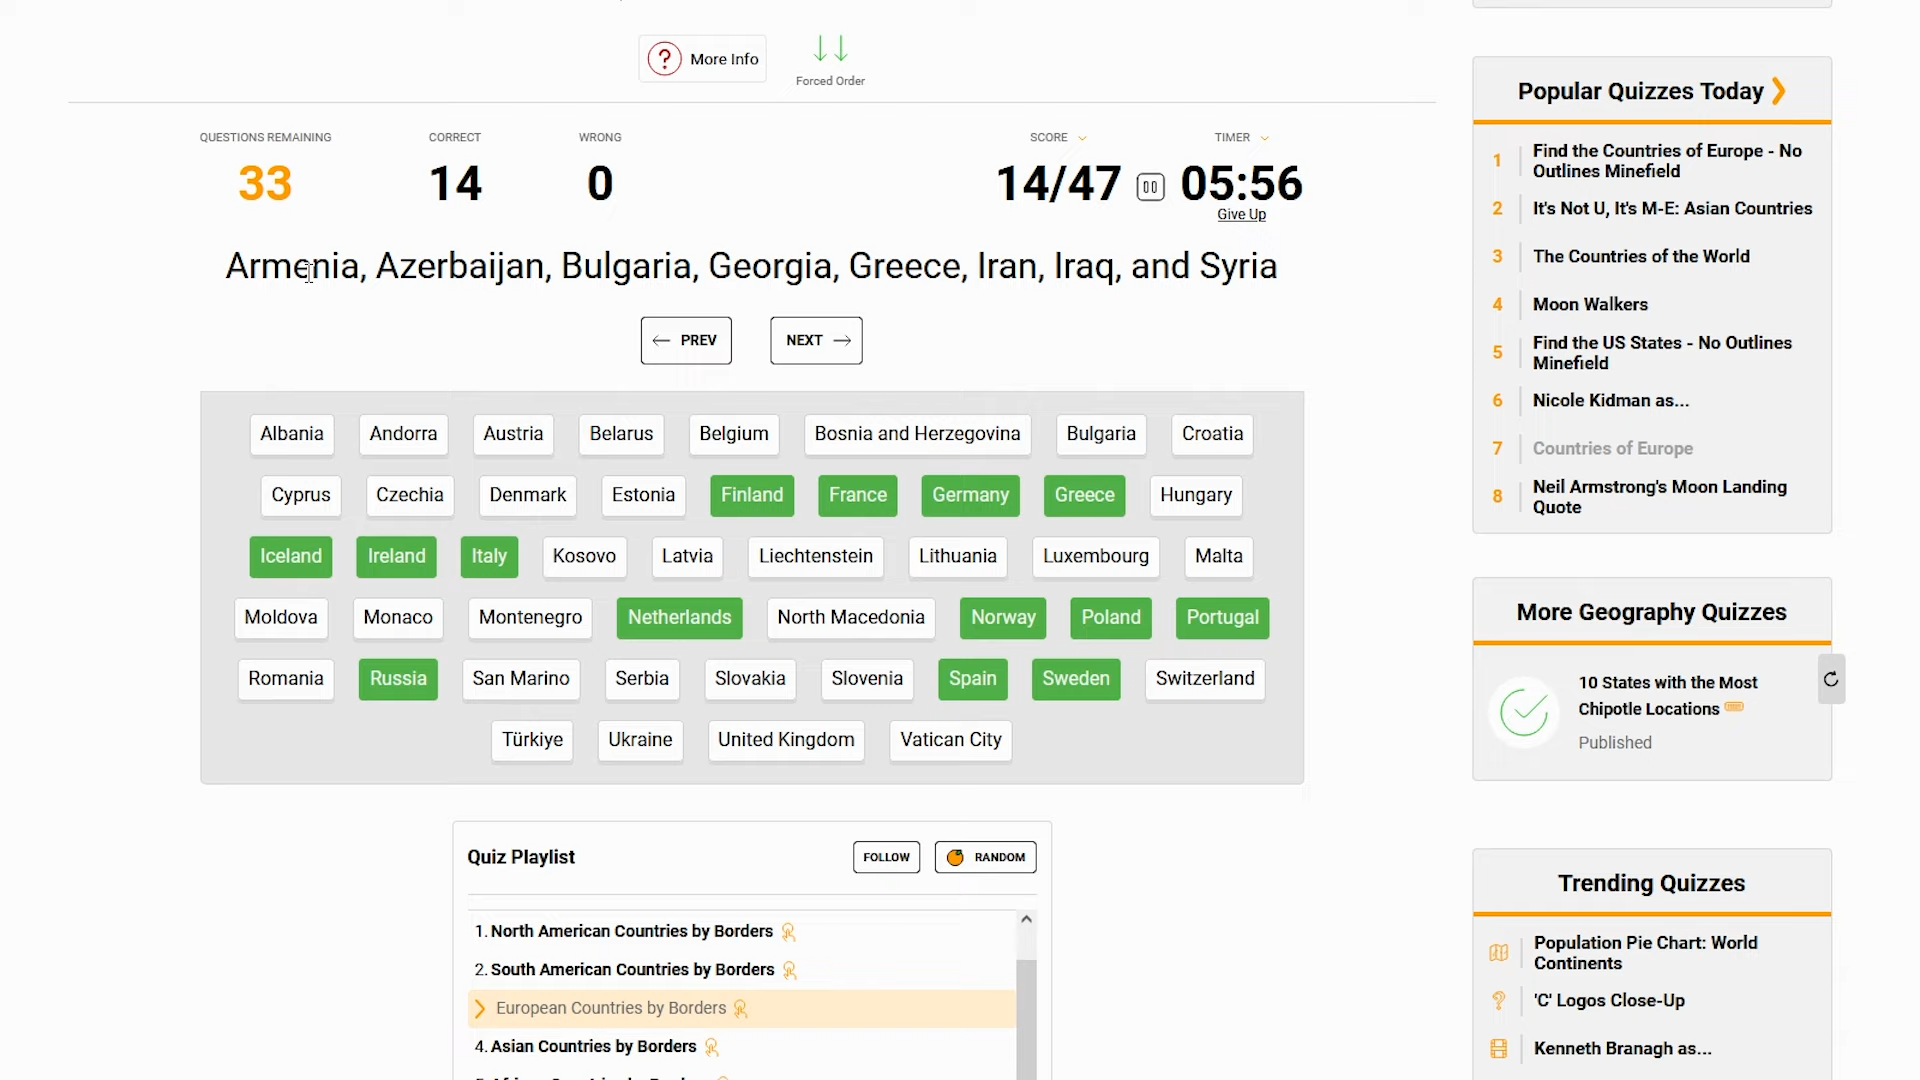 More Info
Forced Order
QUESTIONS REMAINING
33
CORRECT
14
WRONG
0
SCORE
14/47
TIMER
05:56
Give Up
Armenia, Azerbaijan, Bulgaria, Georgia, Greece, Iran, Iraq, and Syria
PREV
NEXT
Albania Andorra Austria Belarus Belgium Bosnia and Herzegovina Bulgaria Croatia
Cyprus Czechia Denmark Estonia Finland France Germany Greece Hungary
Iceland Ireland Italy Kosovo Latvia Liechtenstein Lithuania Luxembourg Malta
Moldova Monaco Montenegro Netherlands North Macedonia Norway Poland Portugal
Romania Russia San Marino Serbia Slovakia Slovenia Spain Sweden Switzerland
Türkiye Ukraine United Kingdom Vatican City
Quiz Playlist
FOLLOW
RANDOM
1. North American Countries by Borders
2. South American Countries by Borders
European Countries by Borders
4. Asian Countries by Borders
Popular Quizzes Today
1 Find the Countries of Europe - No
Outlines Minefield
2 It's Not U, It's M-E: Asian Countries
3 The Countries of the World
4 Moon Walkers
5 Find the US States - No Outlines
Minefield
6 Nicole Kidman as...
7 Countries of Europe
8 Neil Armstrong's Moon Landing
Quote
More Geography Quizzes
10 States with the Most
Chipotle Locations
Published
Trending Quizzes
Population Pie Chart: World
Continents
'C' Logos Close-Up
Kenneth Branagh as...